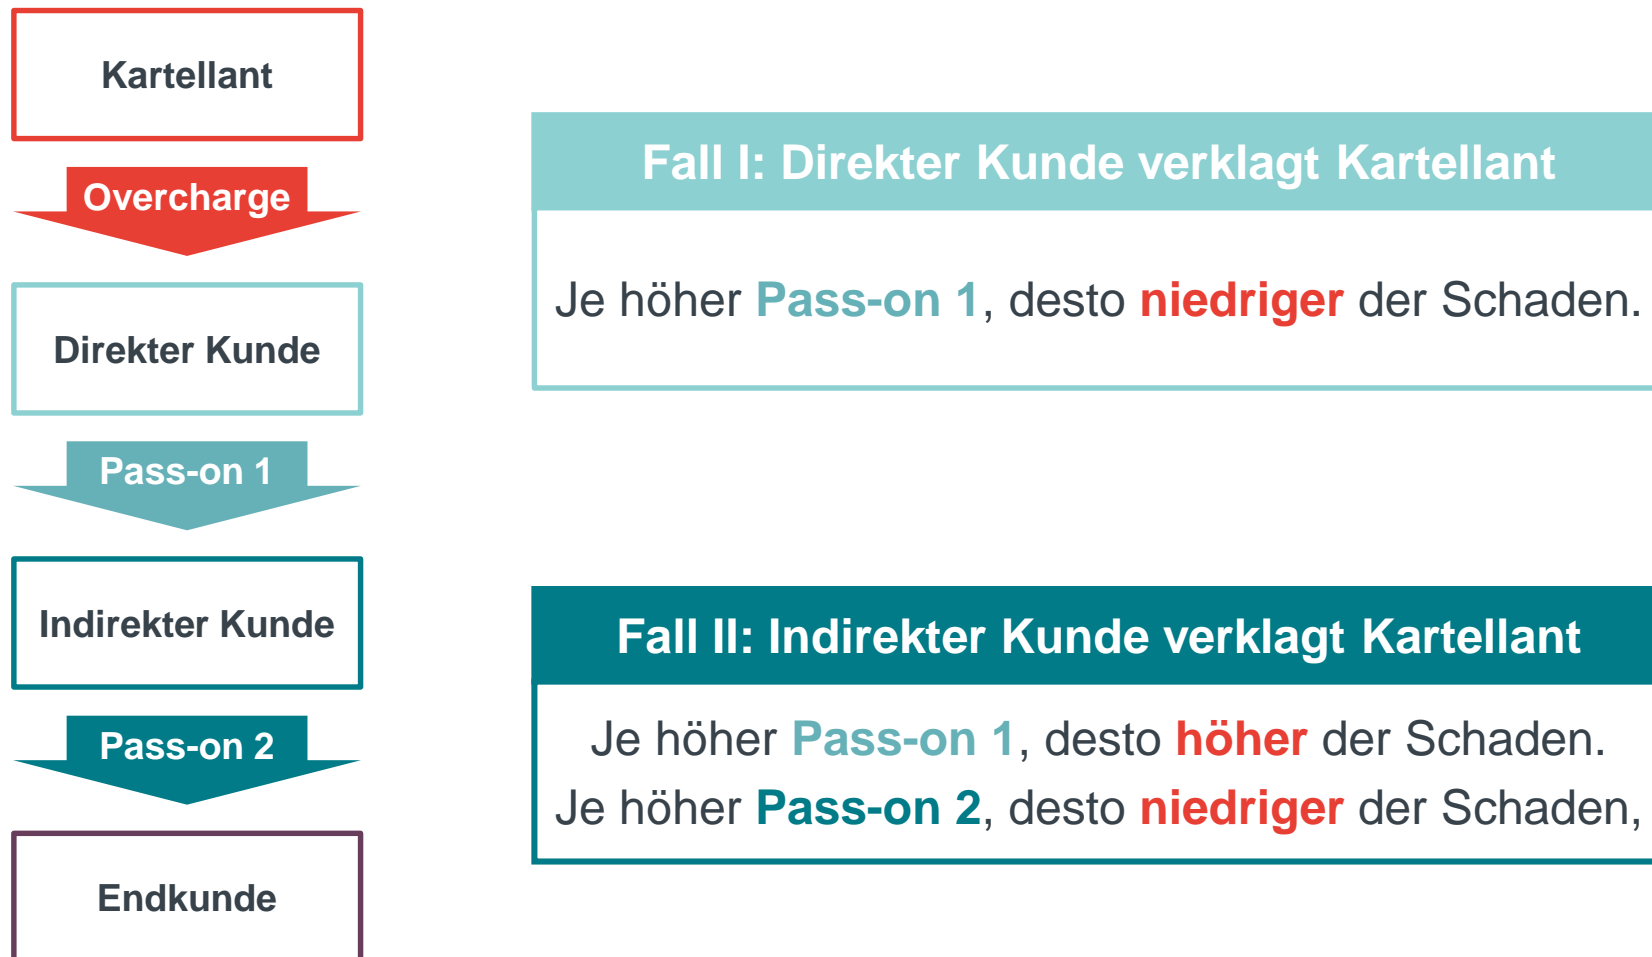 Kartellant
Overcharge
Direkter Kunde
Pass-on 1
Indirekter Kunde
Pass-on 2
Endkunde
Fall I: Direkter Kunde verklagt Kartellant
Je höher Pass-on 1, desto niedriger der Schaden.
Fall II: Indirekter Kunde verklagt Kartellant
Je höher Pass-on 1, desto höher der Schaden.
Je höher Pass-on 2, desto niedriger der Schaden,